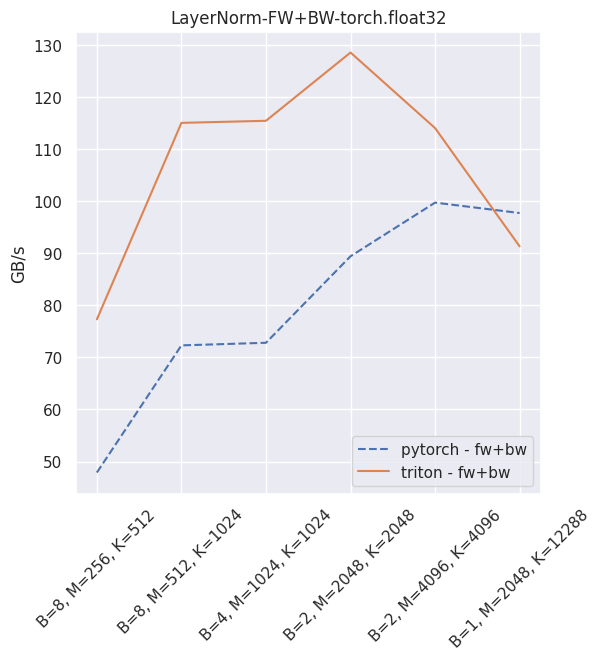 LayerNorm-FW+BW-torch.float32
130
120
110
100
90
80
70
60
50
GB/s
pytorch - fw+bw
triton - fw+bw
B=8, M=256, K=512
B=8, M=512, K=1024
B=4, M=1024, K=1024
B=2, M=2048, K=2048
B=2, M=4096, K=4096
B=1, M=2048, K=12288